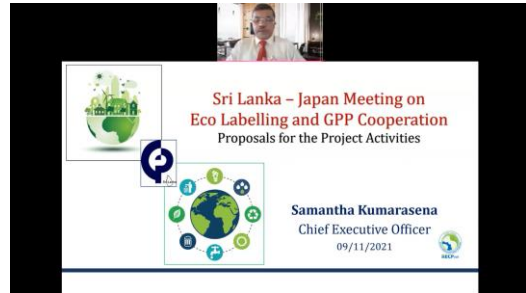 Sri Lanka – Japan Meeting on
Eco Labelling and GPP Cooperation
Proposals for the Project Activities
Samantha Kumarasena
Chief Executive Officer
09/11/2021